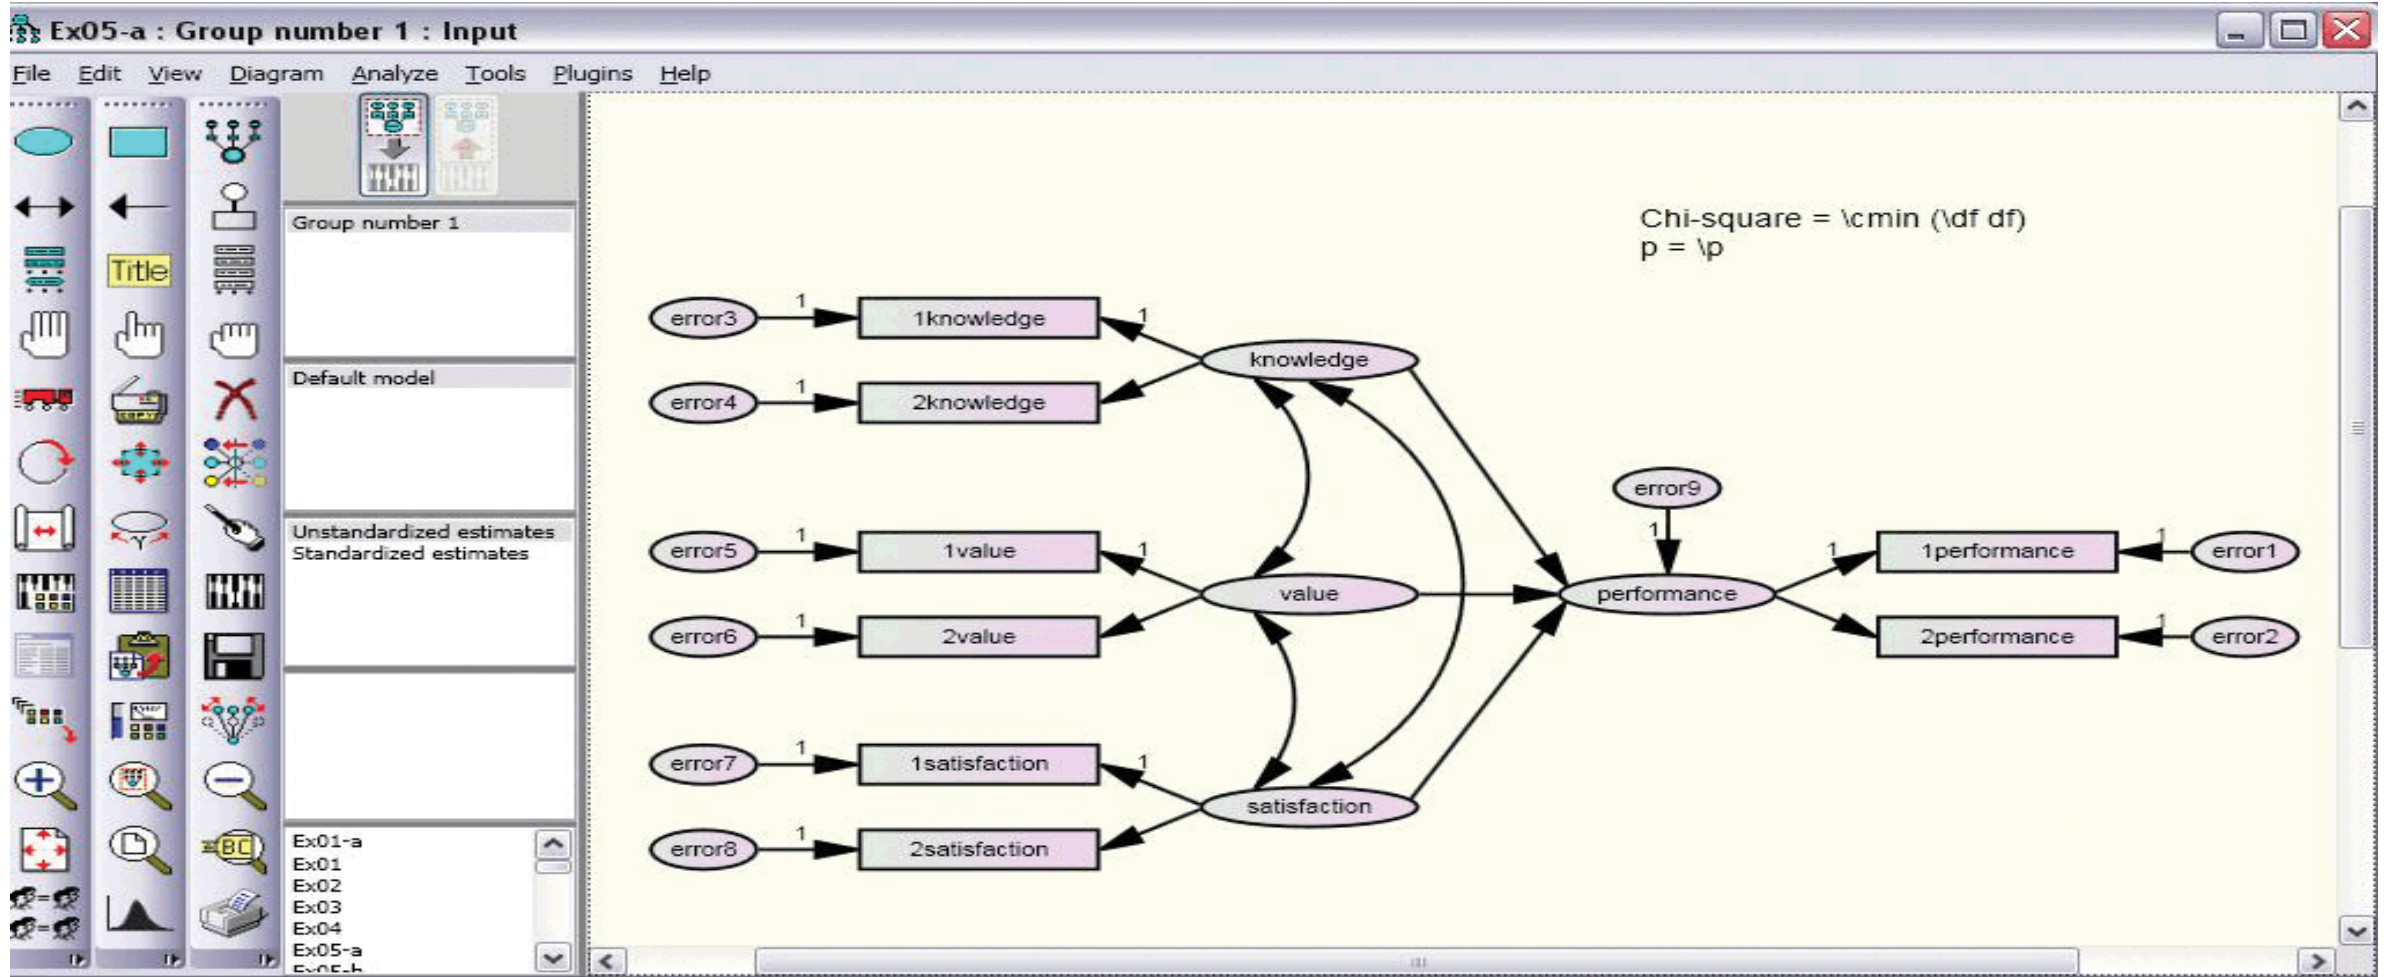 Ex05-a : Group number 1 : Input
File Edit View Diagram Analyze Tools Plugins Help
Title
Group number 1
Default model
Unstandardized estimates
Standardized estimates
Ex01-a
Ex01
Ex02
Ex03
Ex04
Ex05-a
Chi-square = \cmin (\df df)
p = \p
error3 1 1knowledge 1
knowledge
error4 1 2knowledge
error9
1
error5 1 1value 1
value
error6 1 2value
performance
1 1performance 1 error1
2performance 1 error2
error7 1 1satisfaction 1
satisfaction
error8 1 2satisfaction